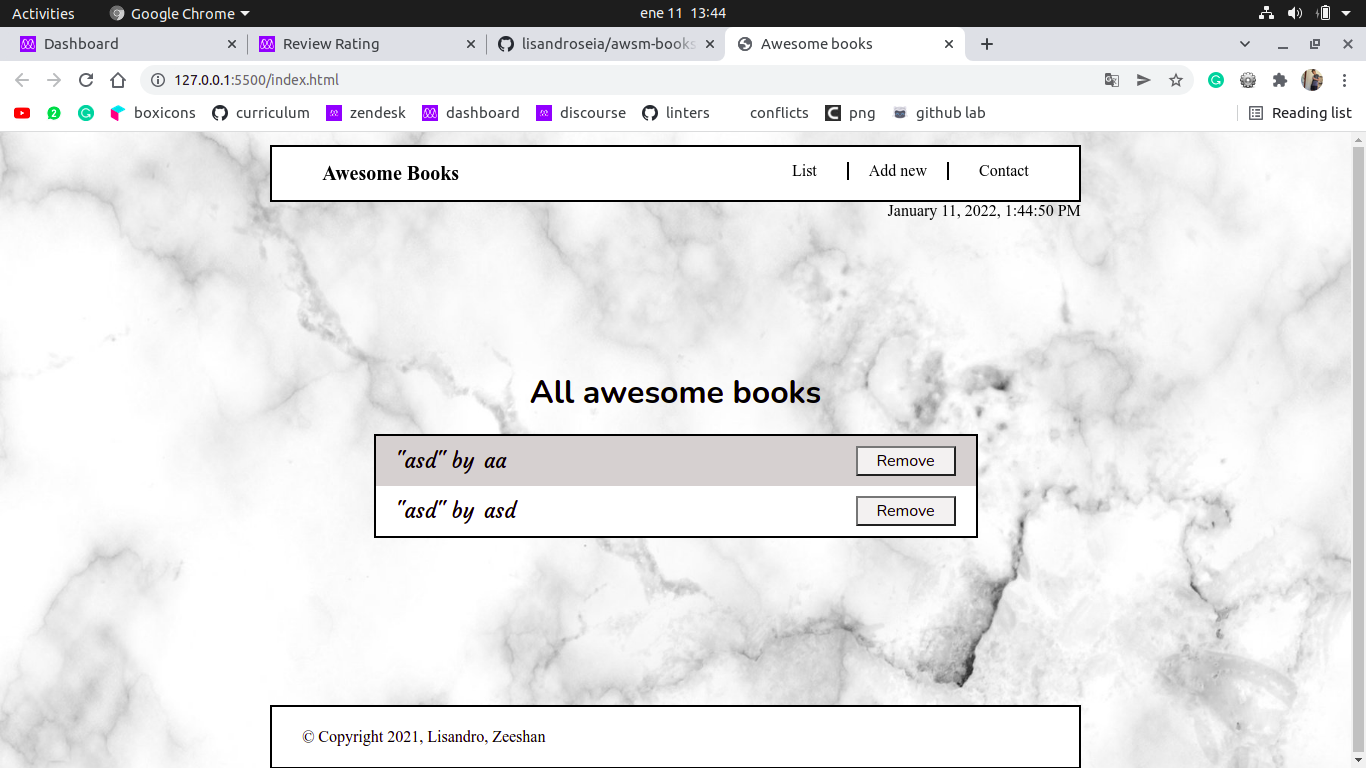 Activities Google Chrome ene 11 13:44
Dashboard Review Rating lisandroseia/awsm-books Awesome books
127.0.0.1:5500/index.html
2 boxicons curriculum zendesk dashboard discourse linters conflicts png github lab Reading list
Awesome Books List Add new Contact
January 11, 2022, 1:44:50 PM
All awesome books
"asd" by aa Remove
"asd" by asd Remove
© Copyright 2021, Lisandro, Zeeshan